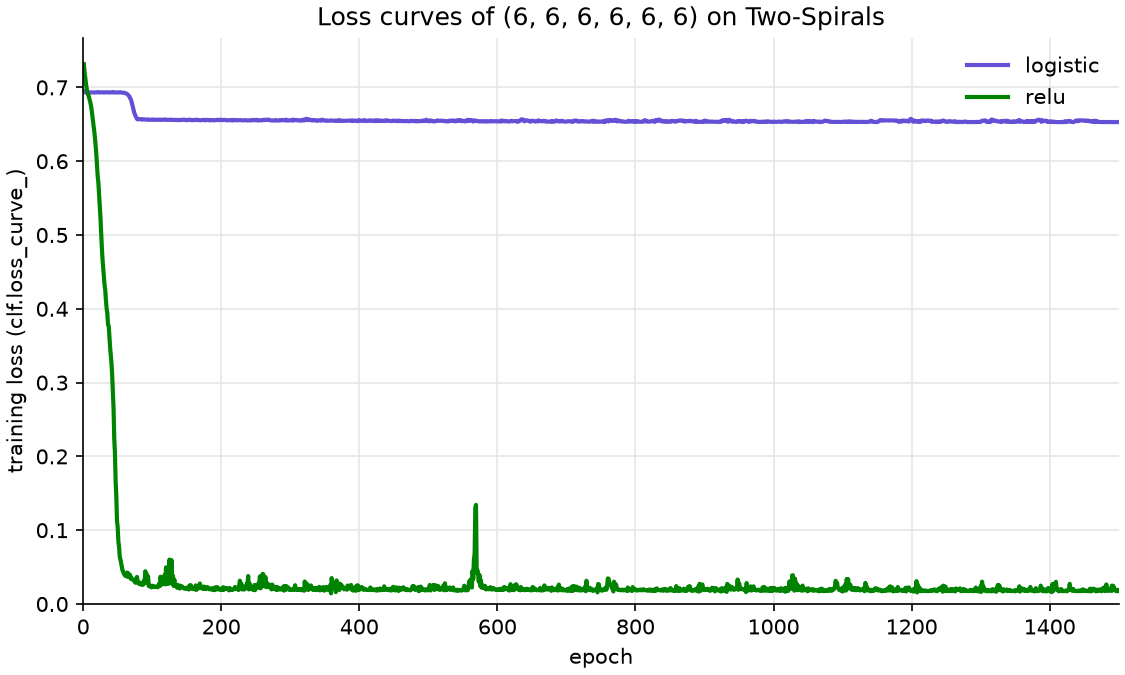 Loss curves of (6, 6, 6, 6, 6, 6) on Two-Spirals
logistic
relu
training loss (clf.loss_curve_)
0.7
0.6
0.5
0.4
0.3
0.2
0.1
0.0
0 200 400 600 800 1000 1200 1400
epoch